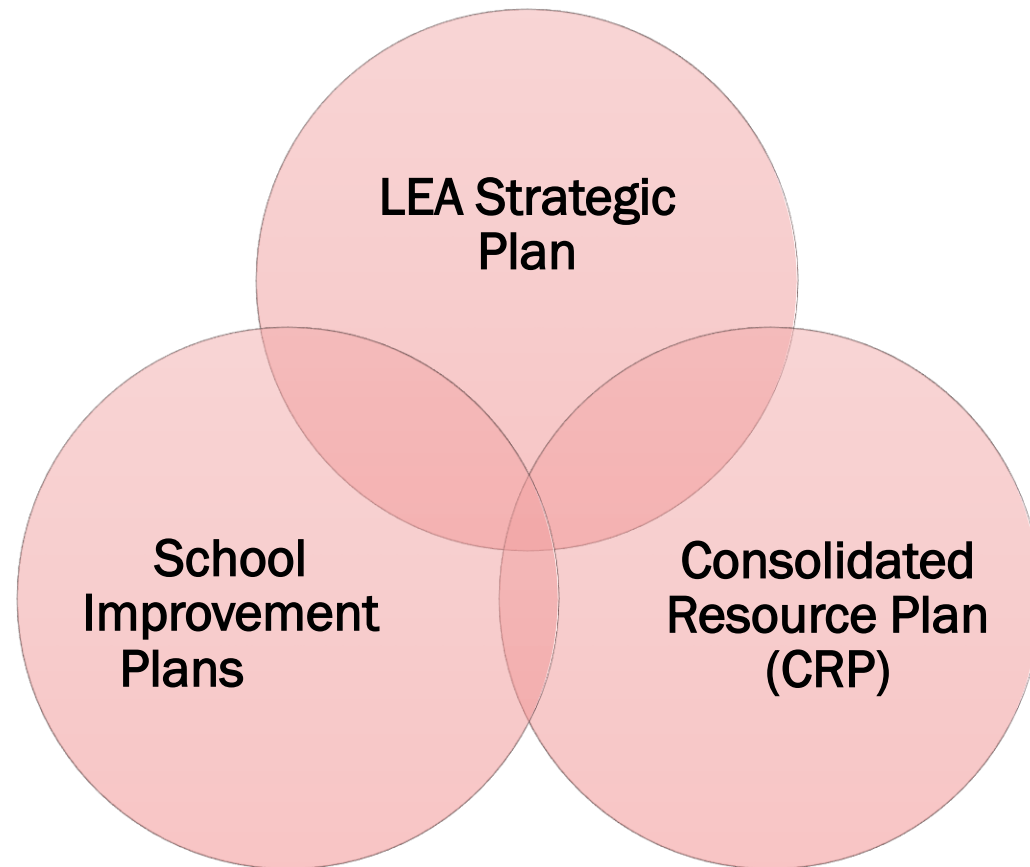 LEA Strategic
Plan
School
Improvement
Plans
Consolidated
Resource Plan
(CRP)